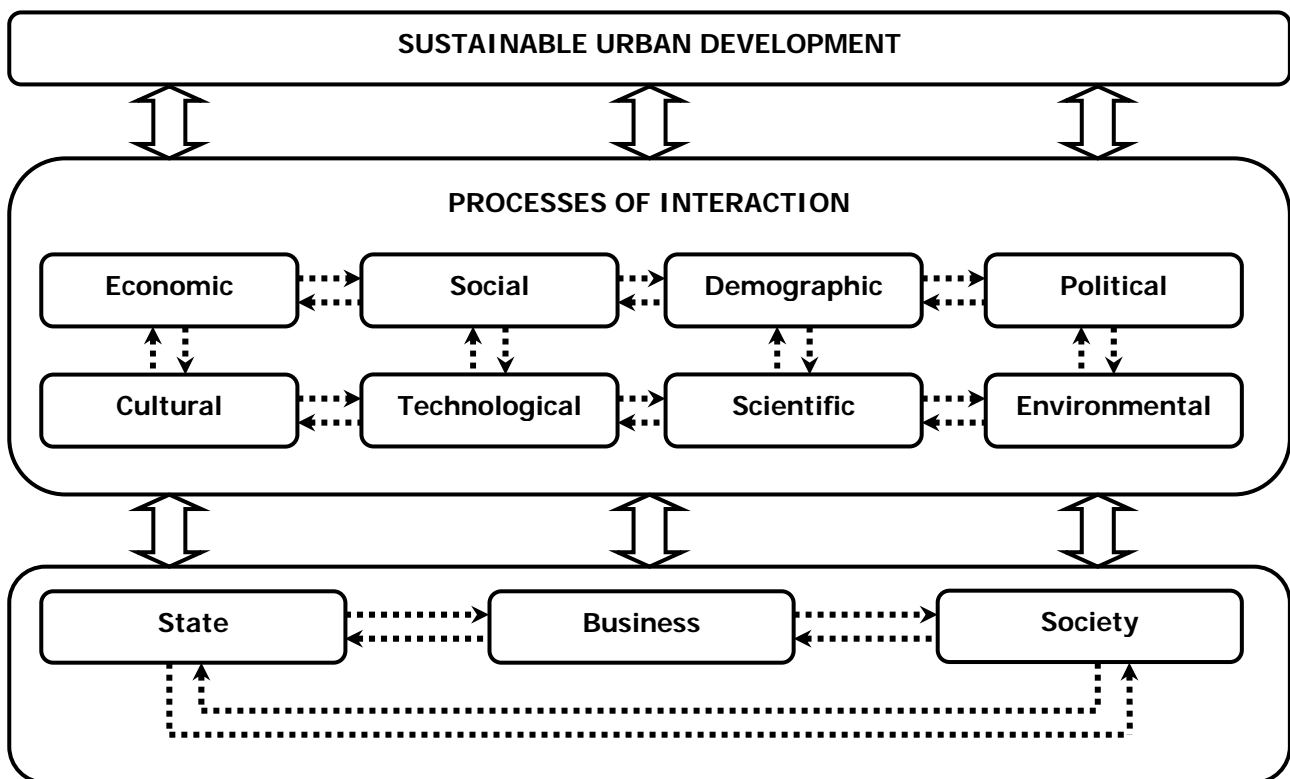 SUSTAINABLE URBAN DEVELOPMENT
PROCESSES OF INTERACTION
Economic
Social
Demographic
Political
Cultural
Technological
Scientific
Environmental
State
Business
Society